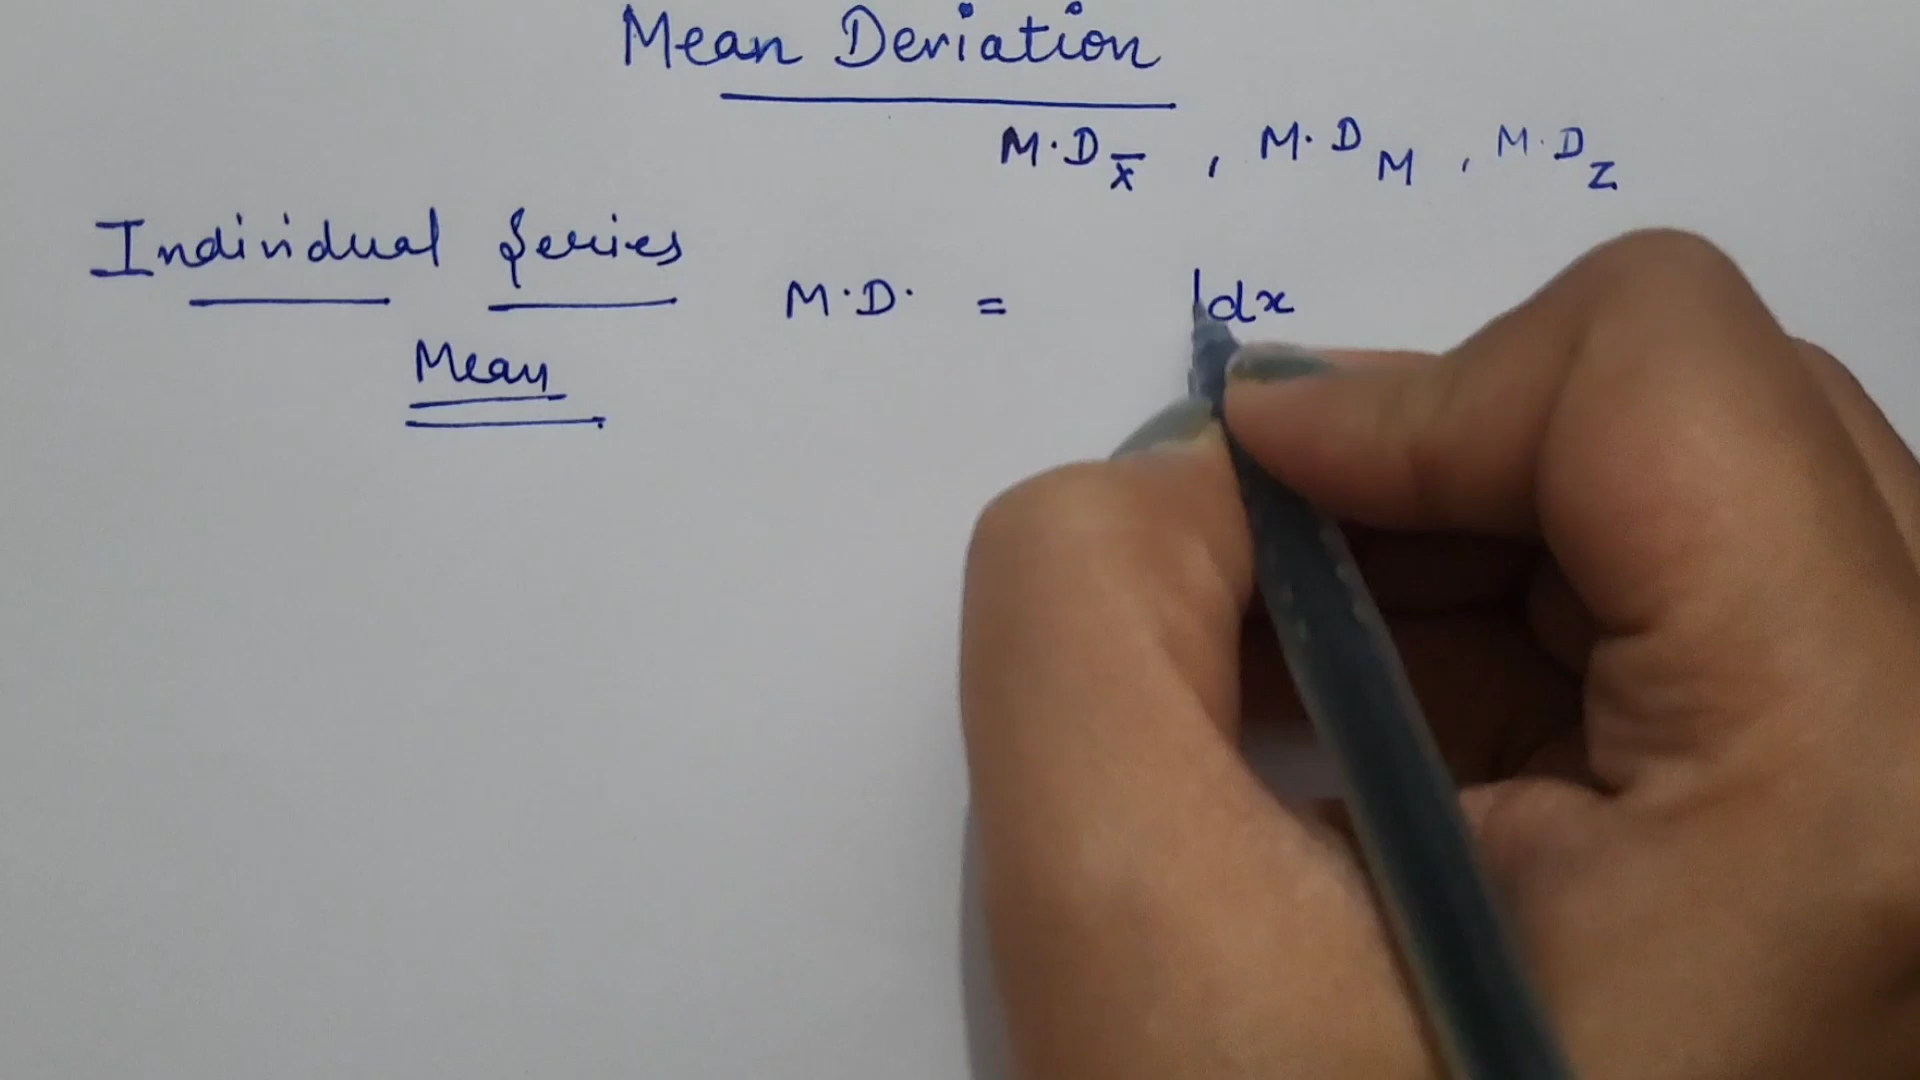 Mean Deviation
M.D x̄ , M.D M , M.D Z
Individual Series
M.D. = |dx
Mean